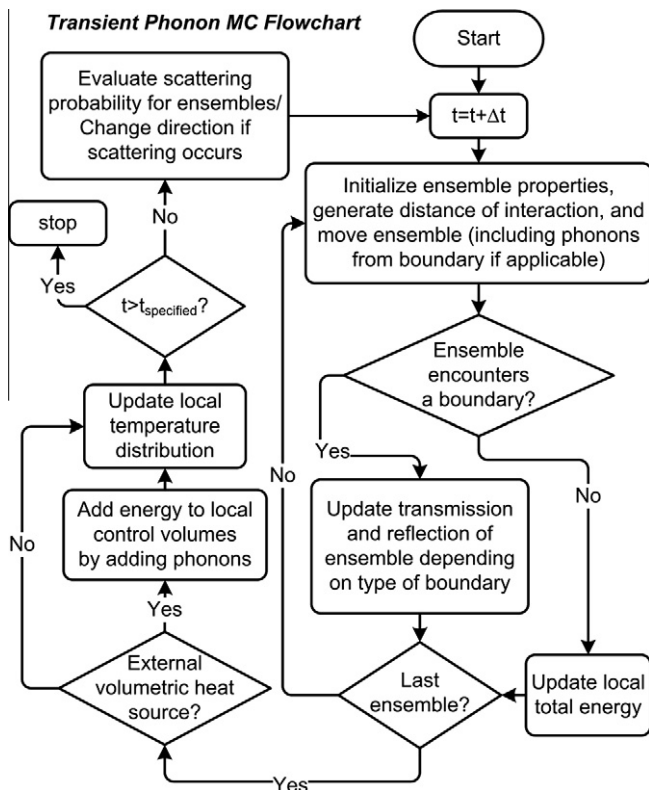 Transient Phonon MC Flowchart
Start
t=t+Δt
Initialize ensemble properties,
generate distance of interaction, and
move ensemble (including phonons
from boundary if applicable)
Ensemble
encounters
a boundary?
Yes
No
Update transmission
and reflection of
ensemble depending
on type of boundary
Update local
total energy
Last
ensemble?
No
Yes
External
volumetric heat
source?
Yes
No
Add energy to local
control volumes
by adding phonons
Update local
temperature
distribution
t>tspecified?
Yes
No
stop
Evaluate scattering
probability for ensembles/
Change direction if
scattering occurs